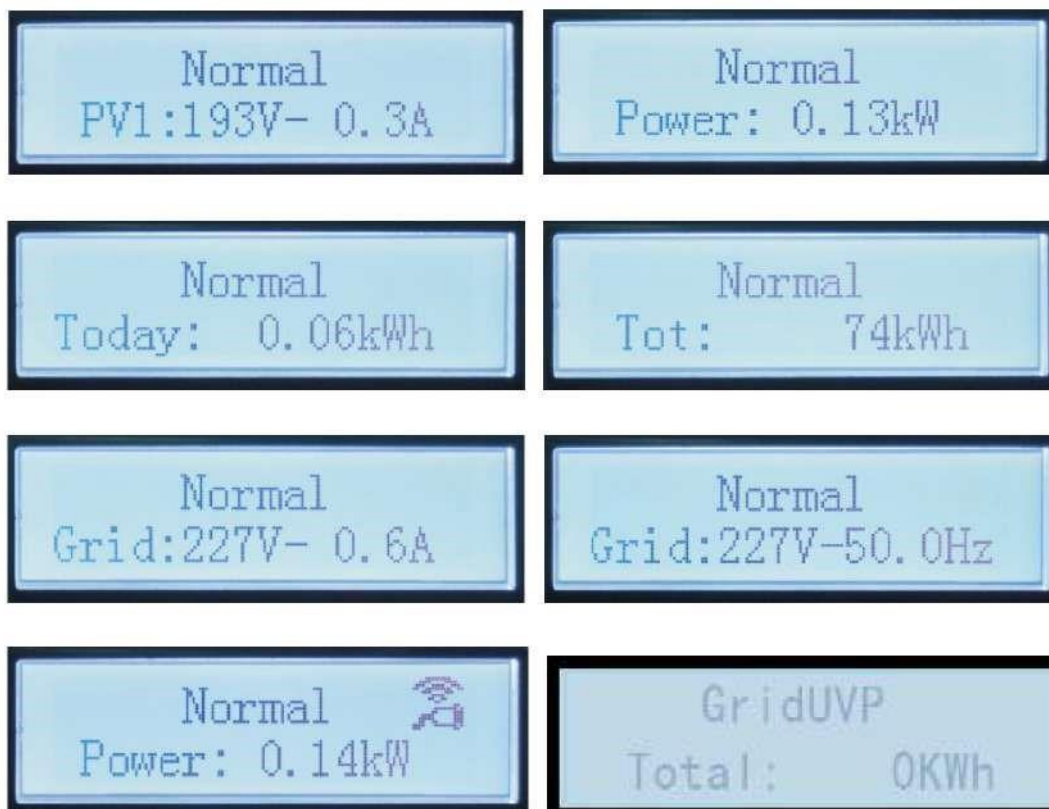 Normal
PV1:193V- 0.3A
Normal
Power: 0.13kW
Normal
Today: 0.06kWh
Normal
Tot: 74kWh
Normal
Grid:227V- 0.6A
Normal
Grid:227V-50.0Hz
Normal
Power: 0.14kW
GridUVP
Total: 0KWh